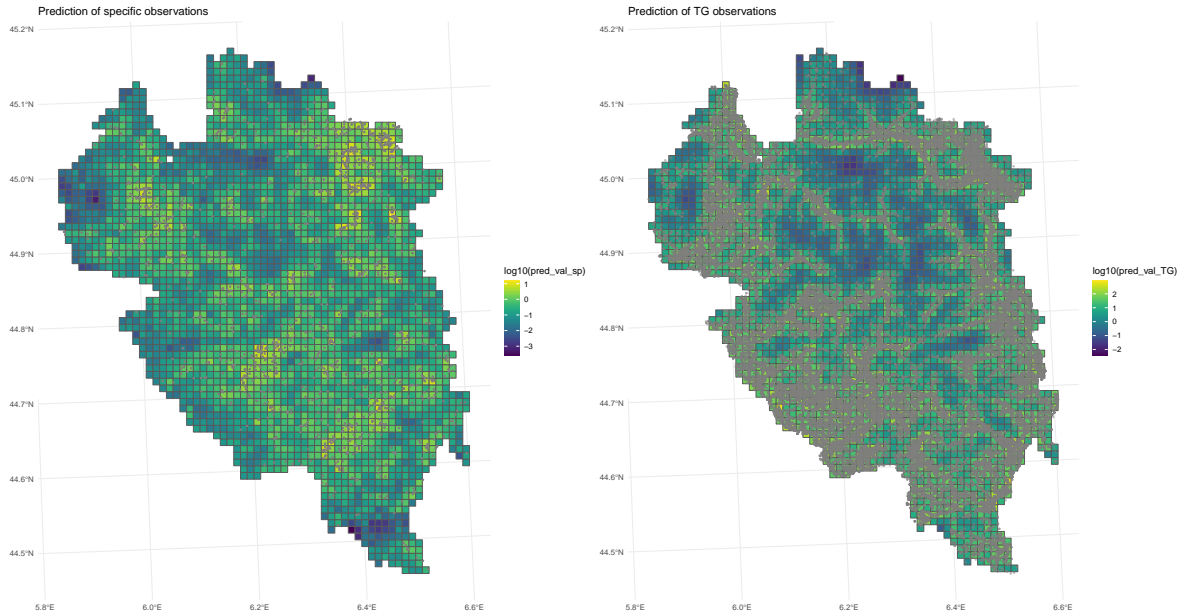 Prediction of specific observations
45.2°N
45.1°N
45.0°N
44.9°N
44.8°N
44.7°N
44.6°N
44.5°N
5.8°E
6.0°E
6.2°E
6.4°E
6.6°E
log10(pred_val_sp)
1
0
−1
−2
−3
Prediction of TG observations
45.2°N
45.1°N
45.0°N
44.9°N
44.8°N
44.7°N
44.6°N
44.5°N
5.8°E
6.0°E
6.2°E
6.4°E
6.6°E
log10(pred_val_TG)
2
1
0
−1
−2